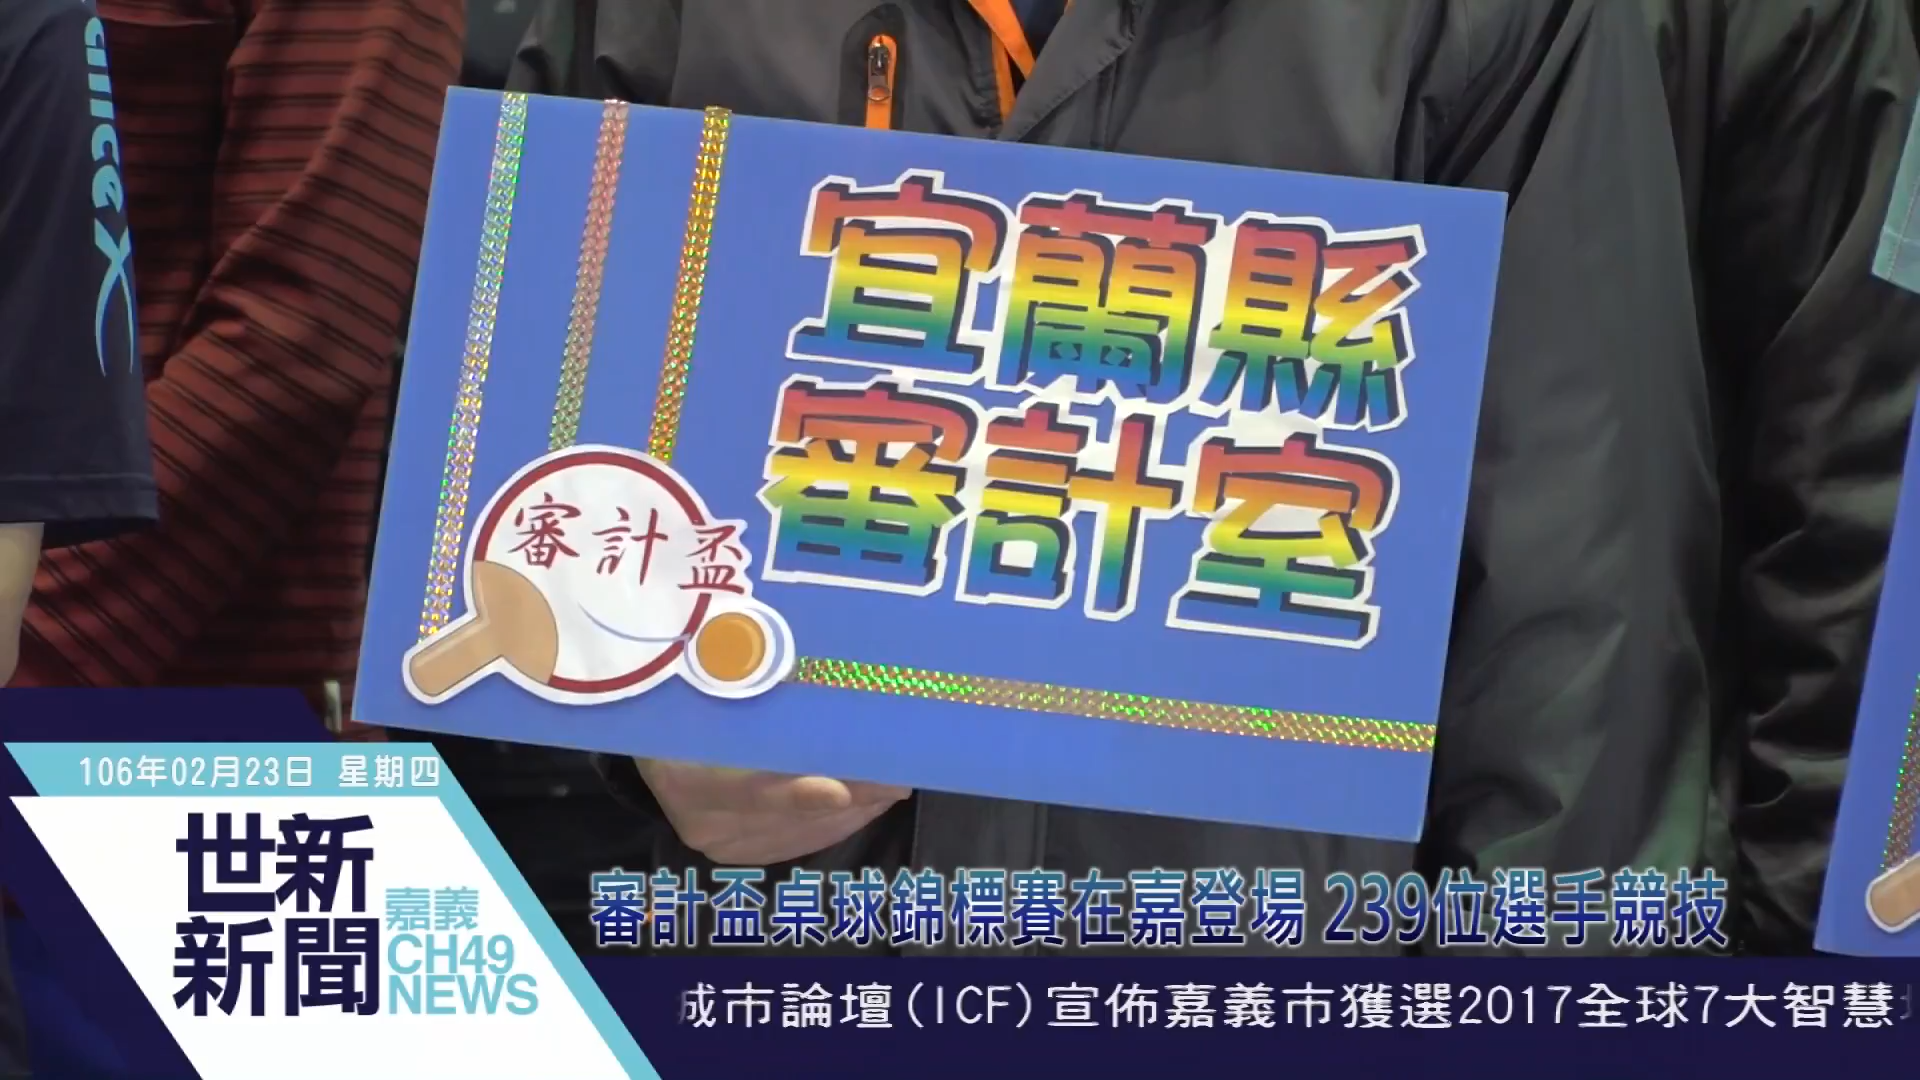 宜蘭縣
審計室
審計盃
106年02月23日 星期四
世新
新聞
嘉義
CH49
NEWS
審計盃桌球錦標賽在嘉登場 239位選手競技
城市論壇(ICF)宣佈嘉義市獲選2017全球7大智慧